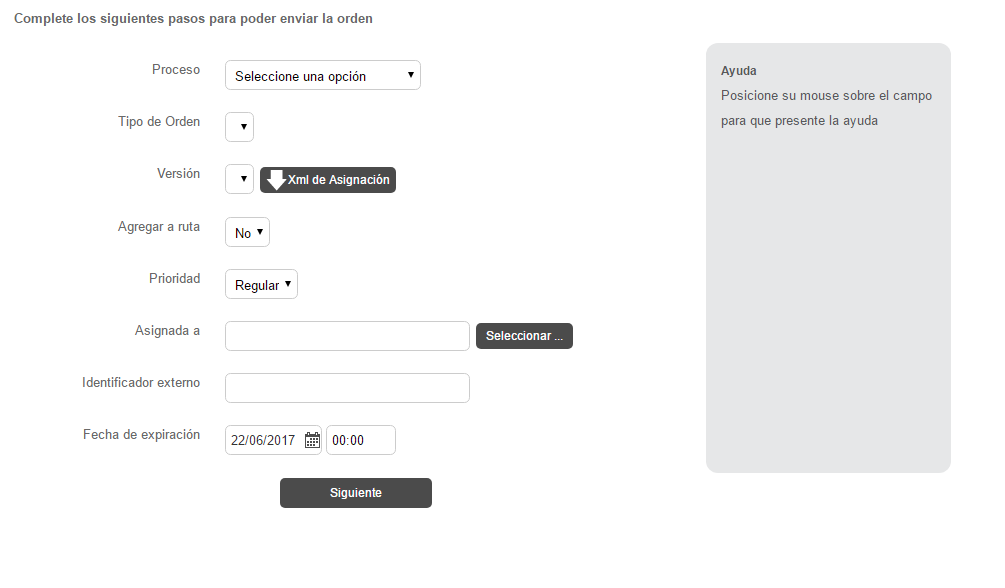 Complete los siguientes pasos para poder enviar la orden
Proceso
Seleccione una opción
Tipo de Orden
Versión
Xml de Asignación
Agregar a ruta
No
Prioridad
Regular
Asignada a
Seleccionar ...
Identificador externo
Fecha de expiración
22/06/2017
00:00
Siguiente
Ayuda
Posicione su mouse sobre el campo
para que presente la ayuda